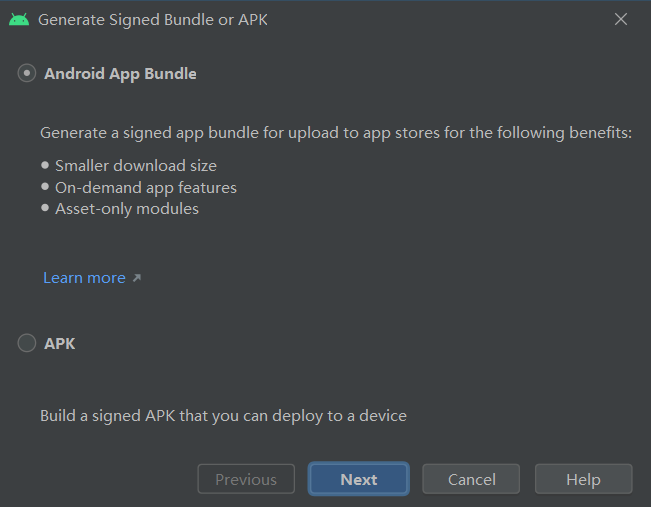 Generate Signed Bundle or APK
Android App Bundle
Generate a signed app bundle for upload to app stores for the following benefits:
Smaller download size
On-demand app features
Asset-only modules
Learn more
APK
Build a signed APK that you can deploy to a device
Previous Next Cancel Help